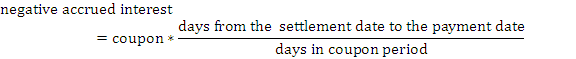 negative accrued interest
= coupon * days from the settlement date to the payment date
days in coupon period